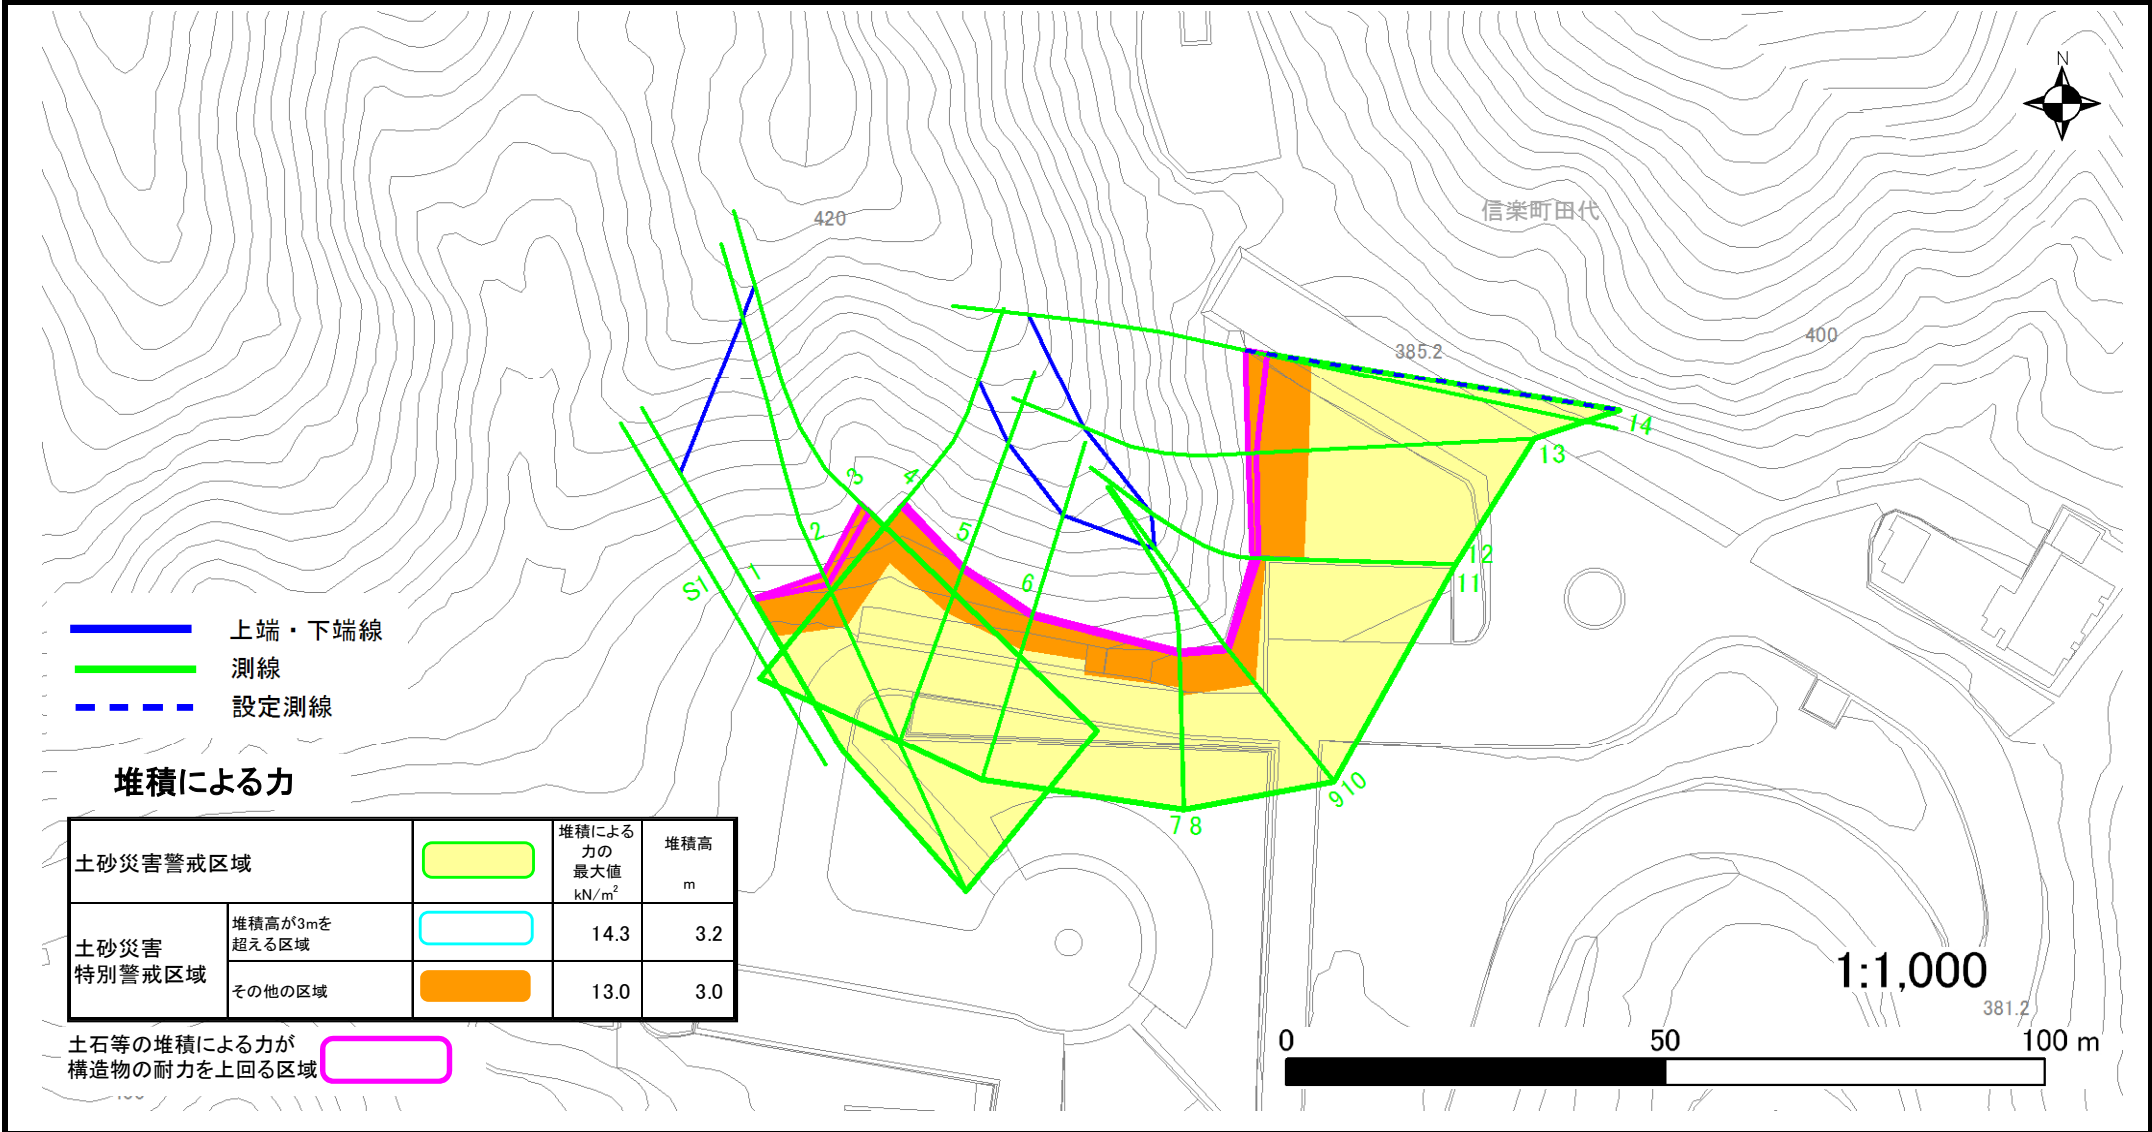 N
420
信楽町田代
400
385.2
14
13
3
4
2
5
12
1
6
11
S1
上端・下端線
測線
設定測線
9 10
7 8
堆積による力
土砂災害警戒区域
堆積による
力の
最大値
kN/m²
堆積高
m
土砂災害
特別警戒区域
堆積高が3mを
超える区域
14.3
3.2
その他の区域
13.0
3.0
土石等の堆積による力が
構造物の耐力を上回る区域
1:1,000
381.2
0
50
100 m